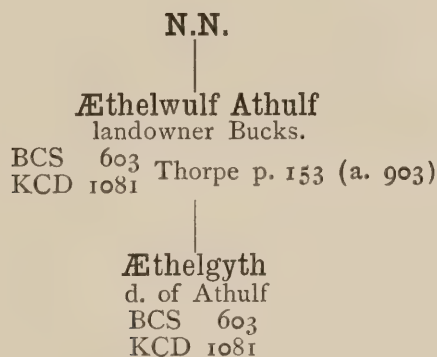 N.N.
Æthelwulf Athulf
landowner Bucks.
BCS 603
KCD 1081 Thorpe p. 153 (a. 903)
Æthelgyth
d. of Athulf
BCS 603
KCD 1081